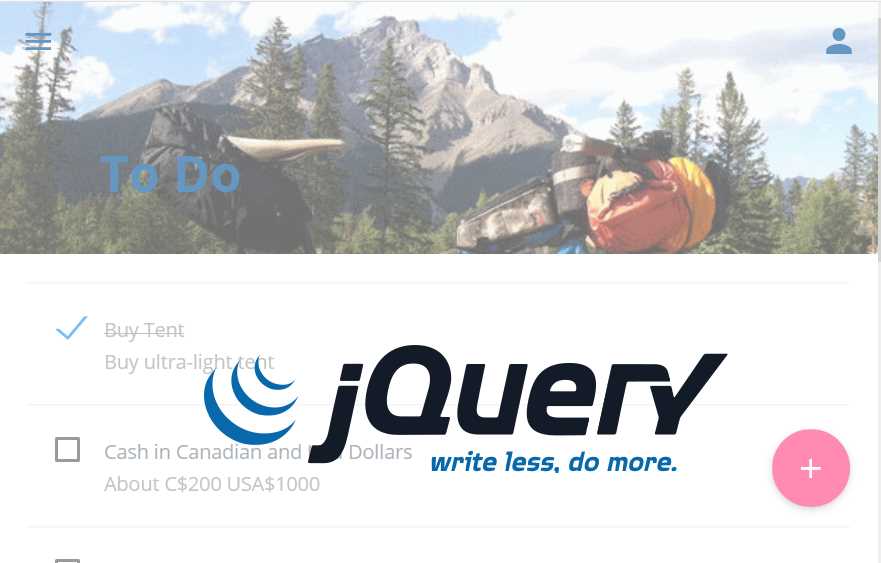 To Do
Buy Tent
Buy ultra-light tent
jQuery
write less, do more.
Cash in Canadian and Dollars
About C$200 USA$1000